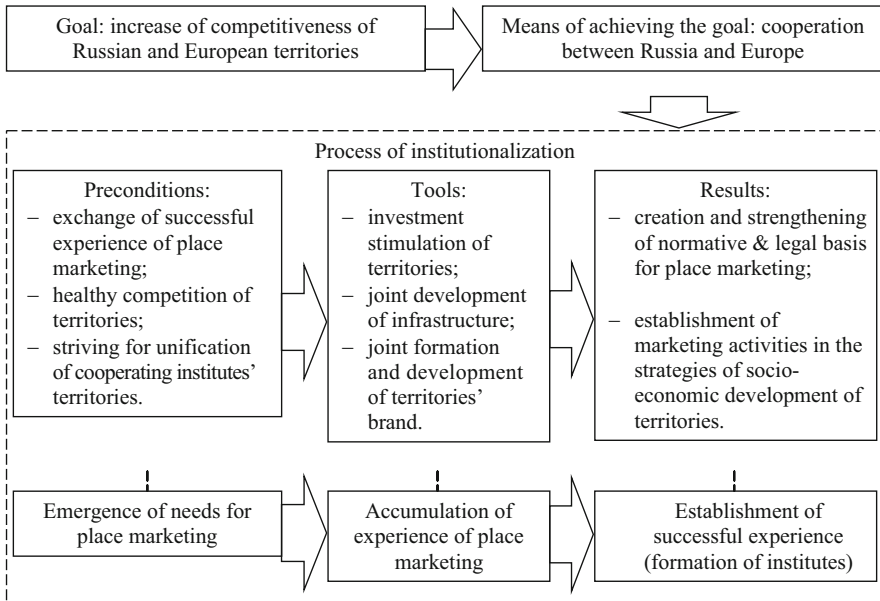 Goal: increase of competitiveness of
Russian and European territories
Means of achieving the goal: cooperation
between Russia and Europe
Process of institutionalization
Preconditions:
– exchange of successful
experience of place
marketing;
– healthy competition of
territories;
– striving for unification
of cooperating institutes’
territories.
Tools:
– investment
stimulation of
territories;
– joint development
of infrastructure;
– joint formation
and development
of territories’
brand.
Results:
– creation and strengthening
of normative & legal basis
for place marketing;
– establishment of
marketing activities in the
strategies of socio-
economic development of
territories.
Emergence of needs for
place marketing
Accumulation of
experience of place
marketing
Establishment of
successful experience
(formation of institutes)